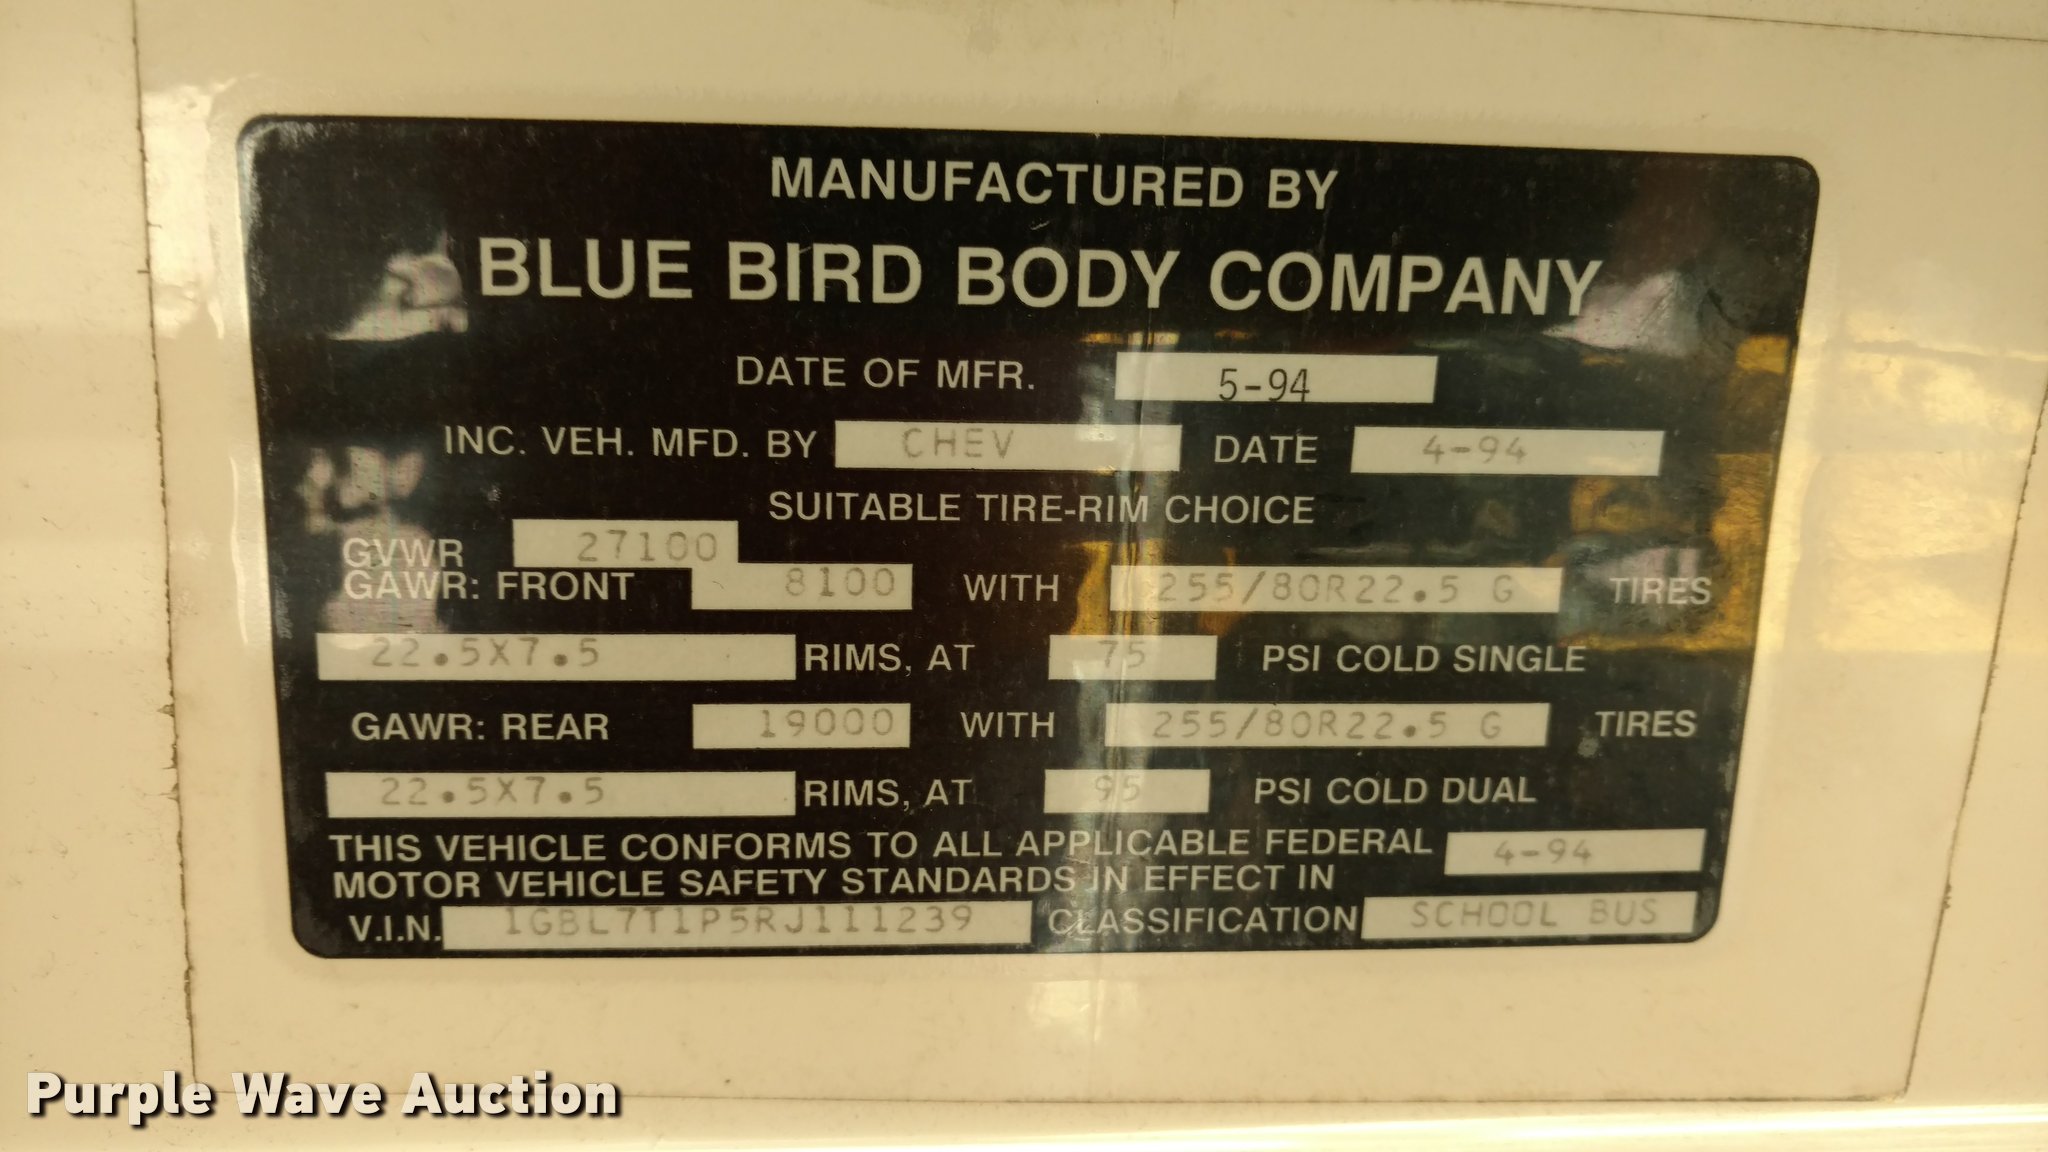 MANUFACTURED BY
BLUE BIRD BODY COMPANY
DATE OF MFR. 5-94
INC. VEH. MFD. BY CHEV DATE 4-94
SUITABLE TIRE-RIM CHOICE
GVWR 27100
GAWR: FRONT 8100 WITH 255/80R22.5 G TIRES
22.5X7.5 RIMS, AT 75 PSI COLD SINGLE
GAWR: REAR 19000 WITH 255/80R22.5 G TIRES
22.5X7.5 RIMS, AT 95 PSI COLD DUAL
THIS VEHICLE CONFORMS TO ALL APPLICABLE FEDERAL 4-94
MOTOR VEHICLE SAFETY STANDARDS IN EFFECT IN
V.I.N. 1GBL7T1P5RJ111239 CLASSIFICATION SCHOOL BUS
Purple Wave Auction